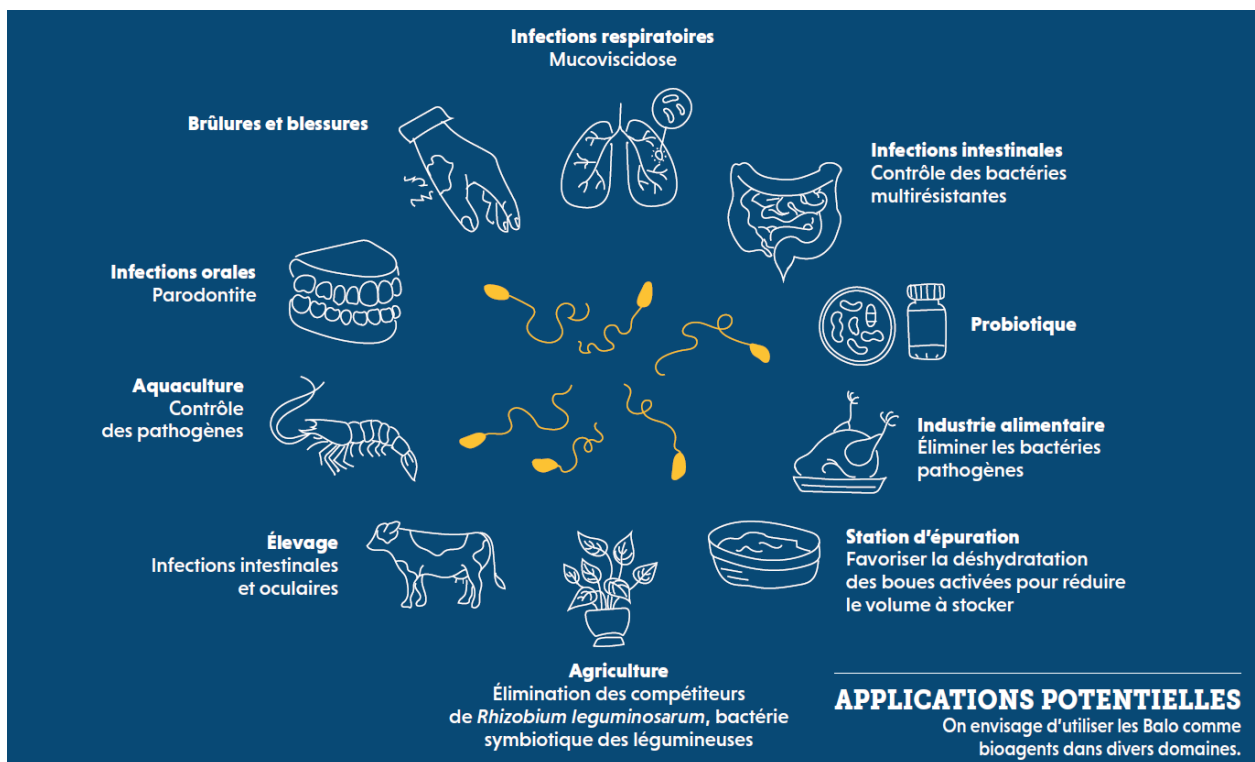 Infections respiratoires
Mucoviscidose
Brûlures et blessures
Infections intestinales
Contrôle des bactéries
multirésistantes
Infections orales
Parodontite
Probiotique
Aquaculture
Contrôle
des pathogènes
Industrie alimentaire
Éliminer les bactéries
pathogènes
Élevage
Infections intestinales
et oculaires
Station d'épuration
Favoriser la déshydratation
des boues activées pour réduire
le volume à stocker
Agriculture
Élimination des compétiteurs
de Rhizobium leguminosarum, bactérie
symbiotique des légumineuses
APPLICATIONS POTENTIELLES
On envisage d'utiliser les Balo comme
bioagents dans divers domaines.